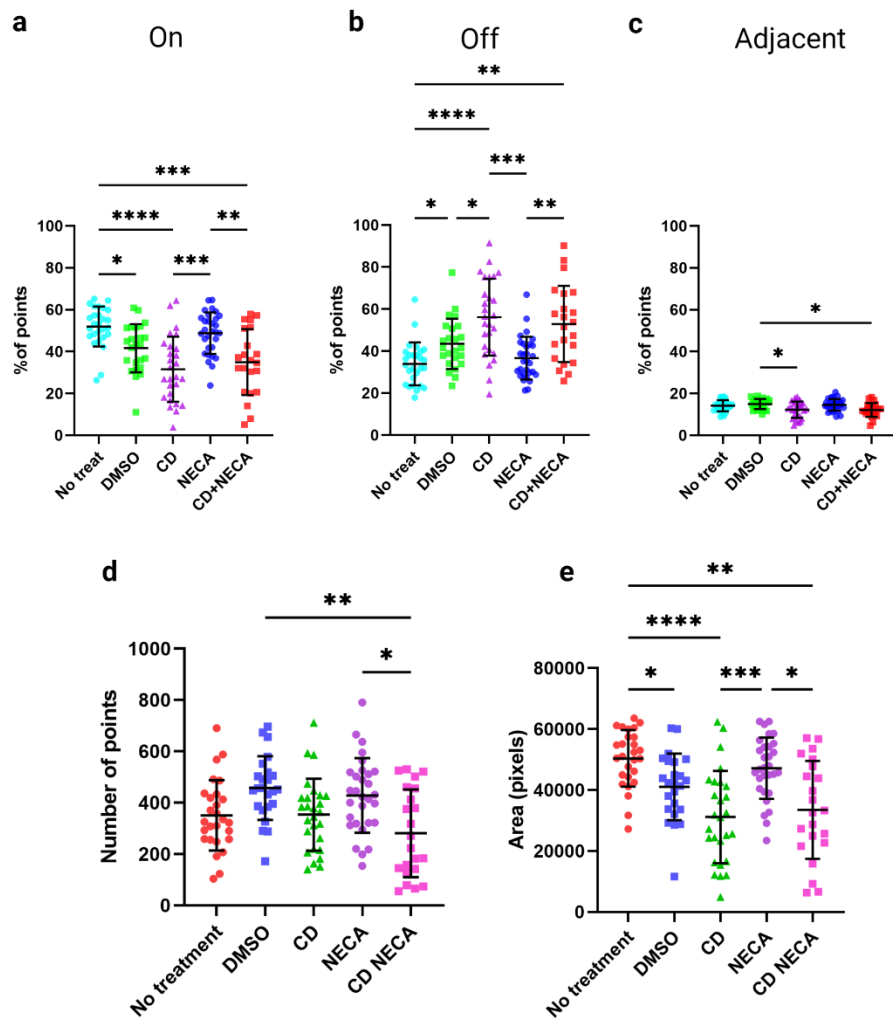 a
On
b
Off
c
Adjacent
***
****
*
***
**
%of points
100
80
60
40
20
0
No treat
DMSO
CD
NECA
CD+NECA
**
****
***
*
*
**
%of points
100
80
60
40
20
0
No treat
DMSO
CD
NECA
CD+NECA
*
*
%of points
100
80
60
40
20
0
No treat
DMSO
CD
NECA
CD+NECA
d
**
*
Number of points
1000
800
600
400
200
0
No treatment
DMSO
CD
NECA
CD NECA
e
**
****
*
***
*
Area (pixels)
80000
60000
40000
20000
0
No treatment
DMSO
CD
NECA
CD NECA